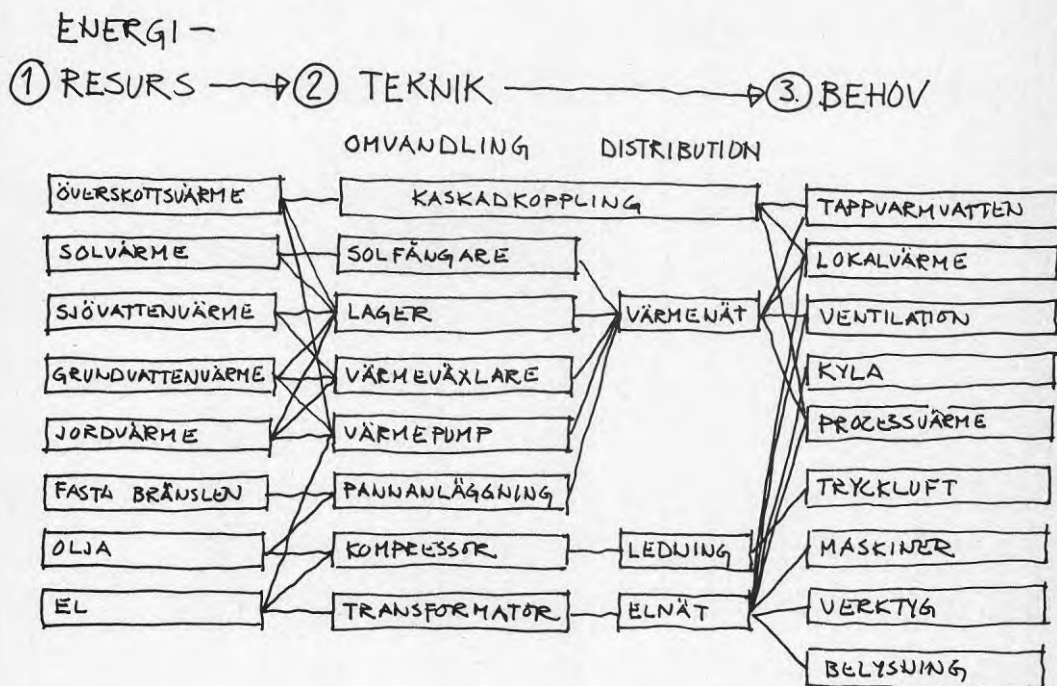 ENERGI-
① RESURS → ② TEKNIK → ③. BEHOV
OMVANDLING DISTRIBUTION
ÖVERSKOTTSVÄRME KASKADKOPPLING TAPPVARMVATTEN
SOLVÄRME SOLFÅNGARE LOKALVÄRME
SJÖVATTENVÄRME LAGER VÄRMENÄT VENTILATION
GRUNDVATTENVÄRME VÄRMEVÄXLARE KYLA
JORDVÄRME VÄRMEPUMP PROCESSVÄRME
FASTA BRÄNSLEN PANNANLÄGGNING TRYCKLUFT
OLJA KOMPRESSOR LEDNING MASKINER
EL TRANSFORMATOR ELNÄT VERKTYG
BELYSNING